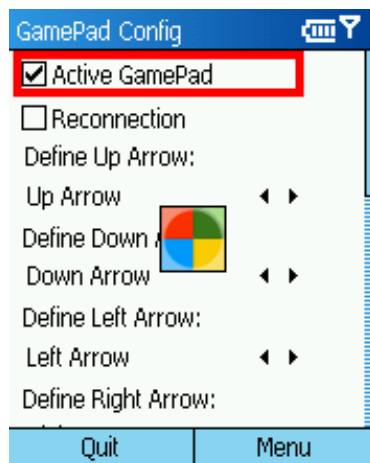 GamePad Config
Active GamePad
Reconnection
Define Up Arrow:
Up Arrow
Define Down
Down Arrow
Define Left Arrow:
Left Arrow
Define Right Arrow:
Quit
Menu